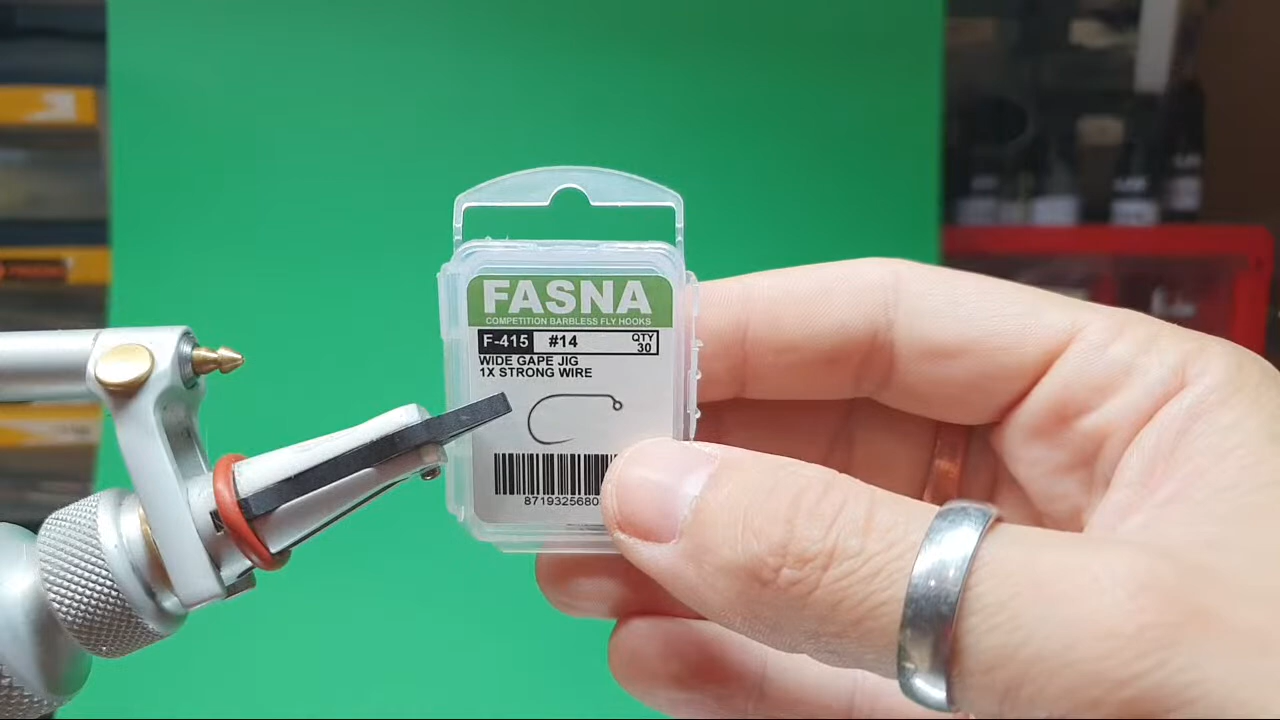 FASNA
COMPETITION BARBLESS FLY HOOKS
F-415 #14 QTY 30
WIDE GAPE JIG
1X STRONG WIRE
8719325680